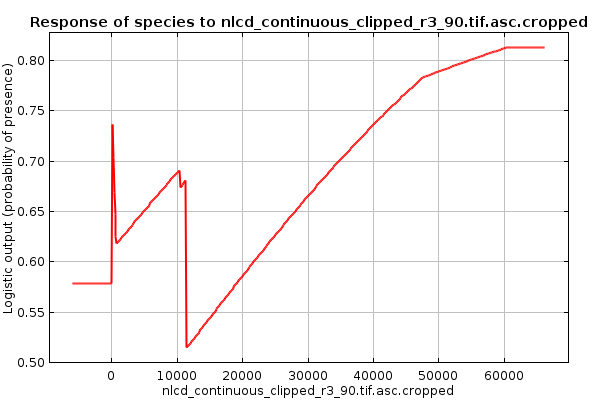 Response of species to nlcd_continuous_clipped_r3_90.tif.asc.cropped
Logistic output (probability of presence)
0.80
0.75
0.70
0.65
0.60
0.55
0.50
0 10000 20000 30000 40000 50000 60000
nlcd_continuous_clipped_r3_90.tif.asc.cropped